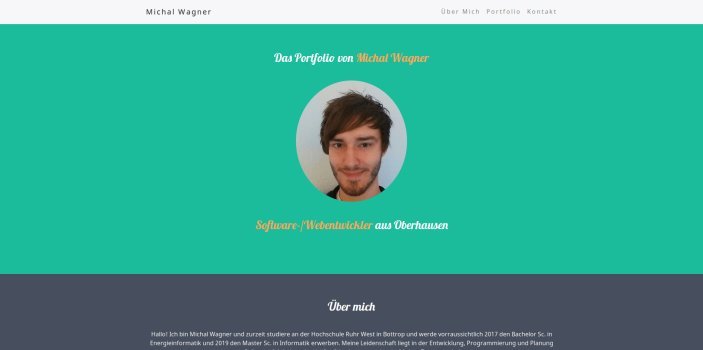 Michal Wagner
Über Mich Portfolio Kontakt
Das Portfolio von Michal Wagner
Software-/Webentwickler aus Oberhausen
Über mich
Hallo! Ich bin Michal Wagner und zurzeit studiere an der Hochschule Ruhr West in Bottrop und werde vorraussichtlich 2017 den Bachelor Sc. in
Energieinformatik und 2019 den Master Sc. in Informatik erwerben. Meine Leidenschaft liegt in der Entwicklung, Programmierung und Planung